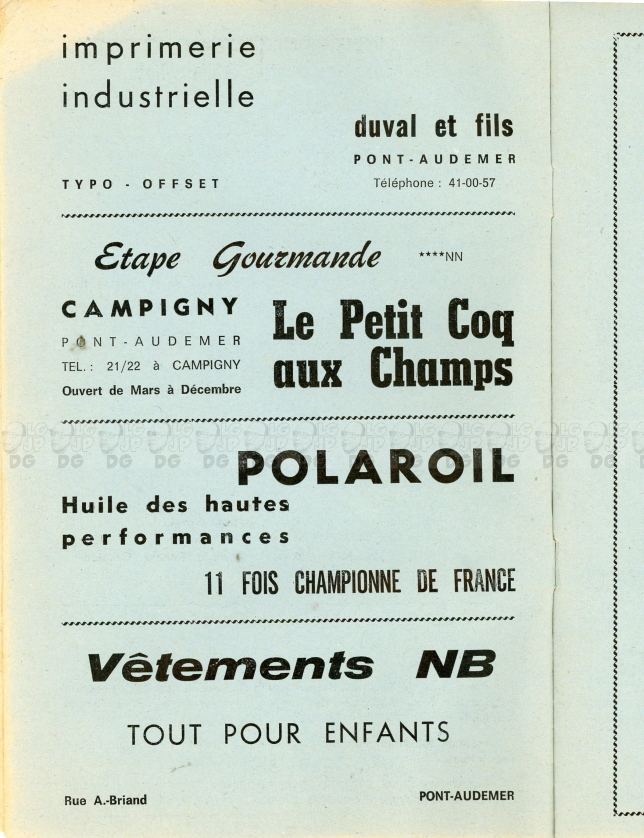 imprimerie
industrielle
duval et fils
PONT-AUDEMER
TYPO - OFFSET
Téléphone : 41-00-57
Etape Gourmande ****NN
CAMPIGNY
PONT-AUDEMER
TEL. : 21/22 à CAMPIGNY
Ouvert de Mars à Décembre
Le Petit Coq
aux Champs
POLAROIL
Huile des hautes
performances
11 FOIS CHAMPIONNE DE FRANCE
Vêtements NB
TOUT POUR ENFANTS
Rue A.-Briand
PONT-AUDEMER